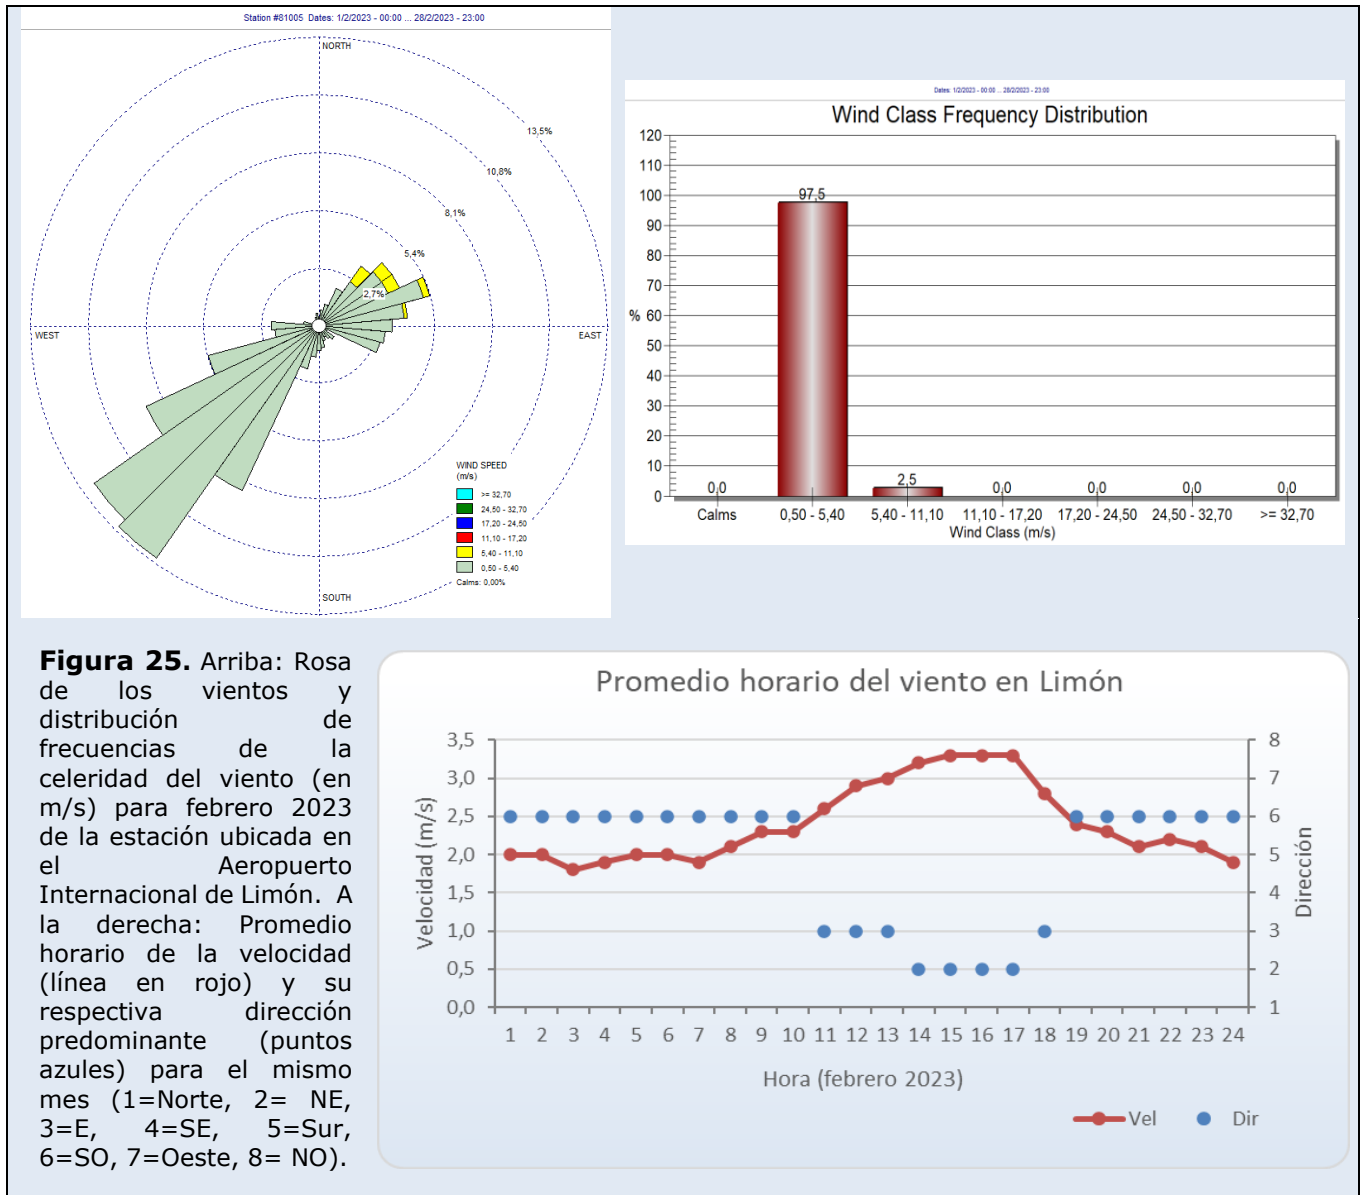 Station #81005 Dates: 1/2/2023 - 00:00 ... 28/2/2023 - 23:00
NORTH
13,5%
10,8%
8,1%
5,4%
2,7%
WEST
EAST
SOUTH
WIND SPEED
(m/s)
>= 32,70
24,50 - 32,70
17,20 - 24,50
11,10 - 17,20
5,40 - 11,10
0,50 - 5,40
Calms: 0,00%
Dates: 1/2/2023 - 00:00 ... 28/2/2023 - 23:00
Wind Class Frequency Distribution
120
110
100
90
80
70
% 60
50
40
30
20
10
0
0,0 97,5 2,5 0,0 0,0 0,0 0,0
Calms 0,50 - 5,40 5,40 - 11,10 11,10 - 17,20 17,20 - 24,50 24,50 - 32,70 >= 32,70
Wind Class (m/s)
Figura 25. Arriba: Rosa
de los vientos y
distribución de
frecuencias de la
celeridad del viento (en
m/s) para febrero 2023
de la estación ubicada en
el Aeropuerto
Internacional de Limón. A
la derecha: Promedio
horario de la velocidad
(línea en rojo) y su
respectiva dirección
predominante (puntos
azules) para el mismo
mes (1=Norte, 2= NE,
3=E, 4=SE, 5=Sur,
6=SO, 7=Oeste, 8= NO).
Promedio horario del viento en Limón
3,5
3,0
2,5
2,0
1,5
1,0
0,5
0,0
Velocidad (m/s)
8
7
6
5
4
3
2
1
Dirección
1 2 3 4 5 6 7 8 9 10 11 12 13 14 15 16 17 18 19 20 21 22 23 24
Hora (febrero 2023)
Vel Dir